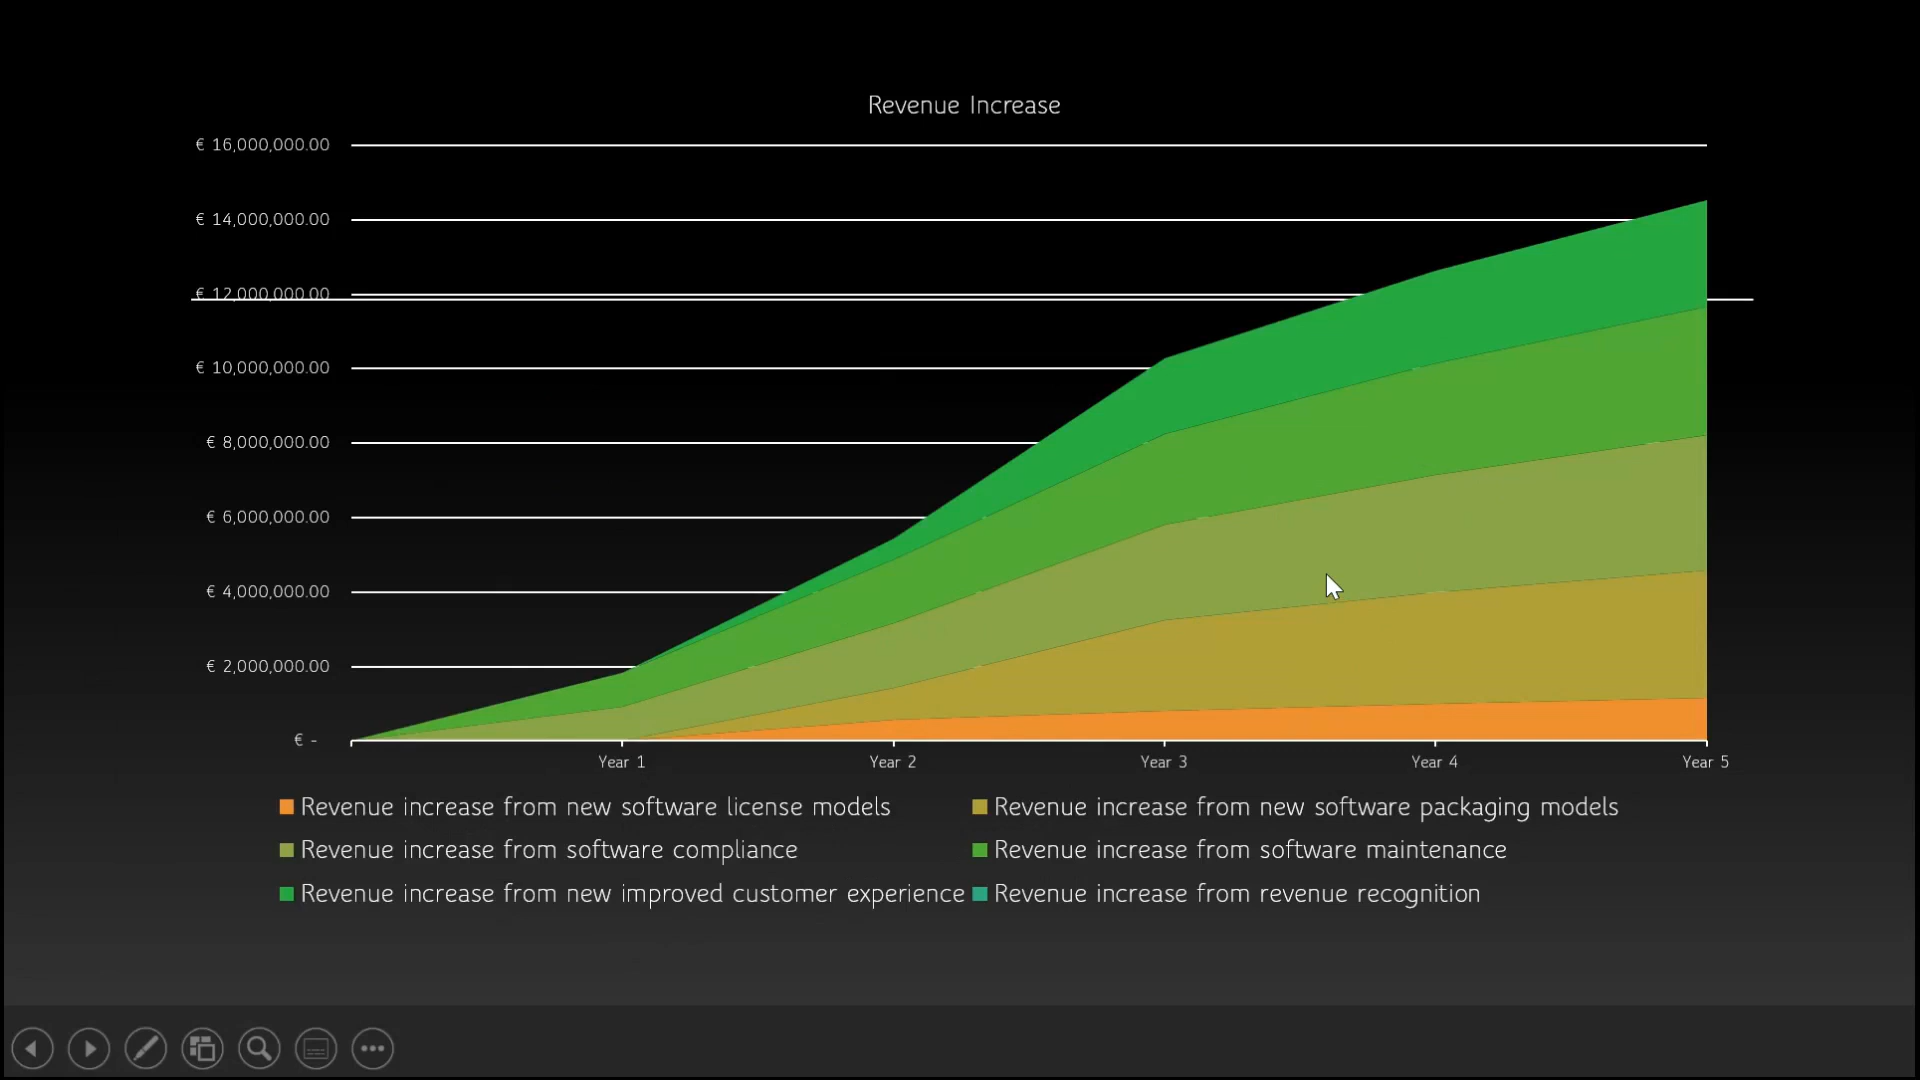 Revenue Increase
€ 16,000,000.00
€ 14,000,000.00
€ 12,000,000.00
€ 10,000,000.00
€ 8,000,000.00
€ 6,000,000.00
€ 4,000,000.00
€ 2,000,000.00
€ -
Year 1 Year 2 Year 3 Year 4 Year 5
Revenue increase from new software license models Revenue increase from new software packaging models
Revenue increase from software compliance Revenue increase from software maintenance
Revenue increase from new improved customer experience Revenue increase from revenue recognition